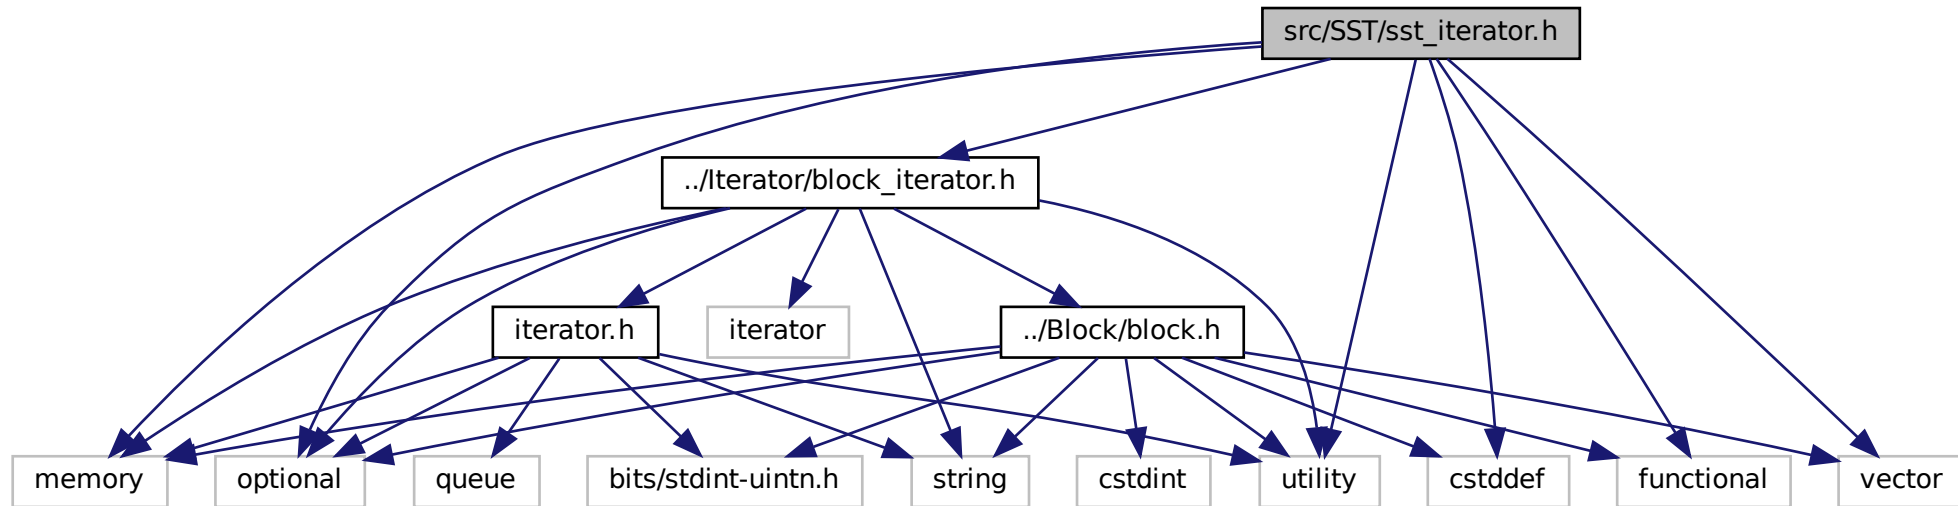 src/SST/sst_iterator.h
../Iterator/block_iterator.h
iterator.h
iterator
../Block/block.h
memory
optional
queue
bits/stdint-uintn.h
string
cstdint
utility
cstddef
functional
vector